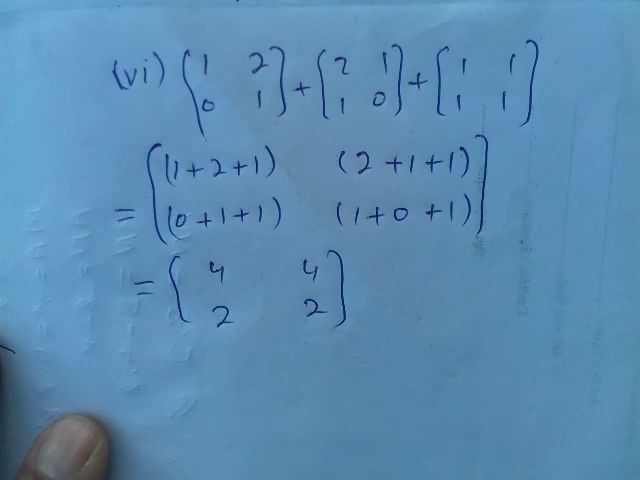 (vi) [1 2] + [2 1] + [1 1]
[0 1] [1 0] [1 1]
= [(1+2+1) (2+1+1)]
[(0+1+1) (1+0+1)]
= [4 4]
[2 2]